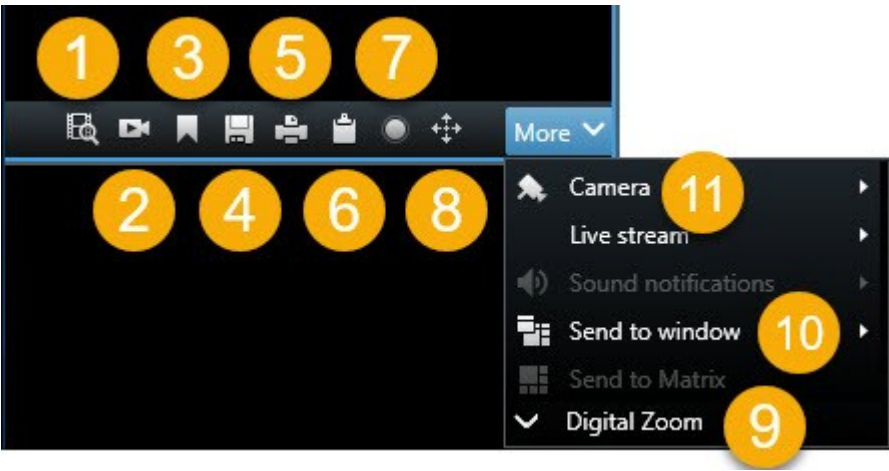 1 3 5 7
More
2 4 6 8
Camera 11
Live stream
Sound notifications
Send to window 10
Send to Matrix
Digital Zoom 9